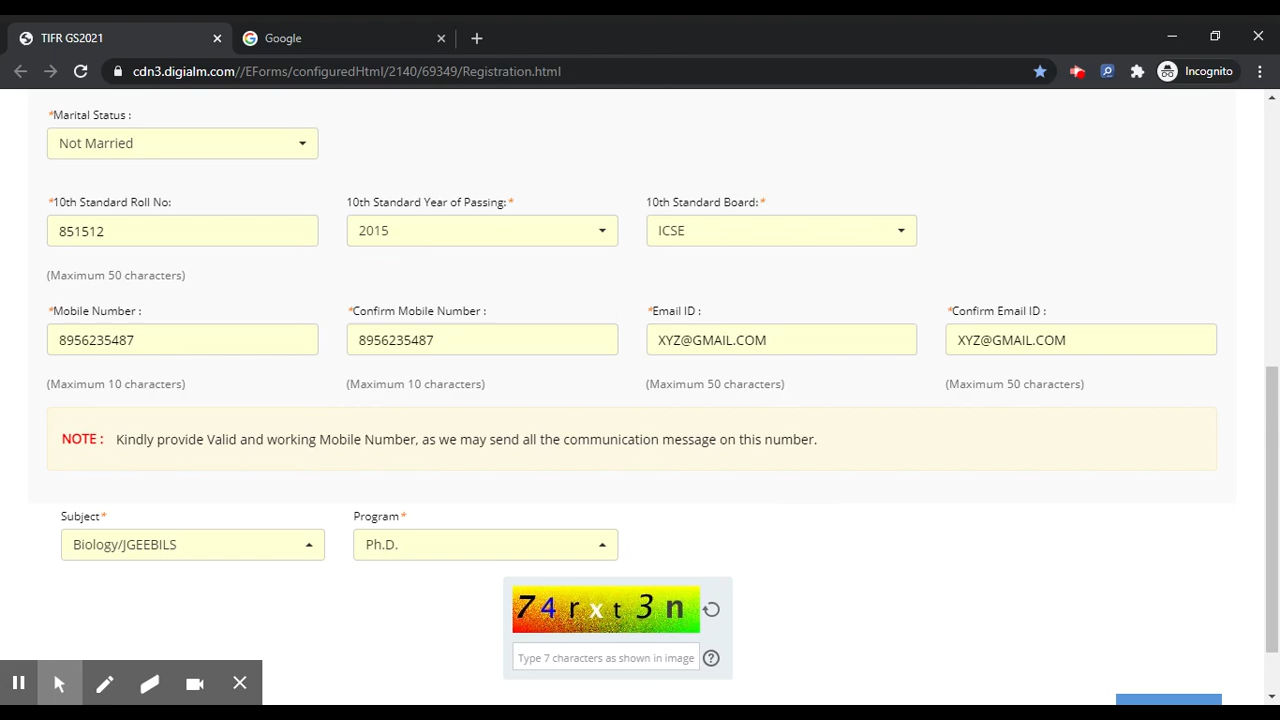 TIFR GS2021
Google
cdn3.digialm.com//EForms/configuredHtml/2140/69349/Registration.html
Incognito
*Marital Status :
Not Married
*10th Standard Roll No:
10th Standard Year of Passing:*
10th Standard Board:*
851512
2015
ICSE
(Maximum 50 characters)
*Mobile Number :
*Confirm Mobile Number :
*Email ID :
*Confirm Email ID :
8956235487
8956235487
XYZ@GMAIL.COM
XYZ@GMAIL.COM
(Maximum 10 characters)
(Maximum 10 characters)
(Maximum 50 characters)
(Maximum 50 characters)
NOTE : Kindly provide Valid and working Mobile Number, as we may send all the communication message on this number.
Subject*
Program*
Biology/JGEEBILS
Ph.D.
74rxt3n
Type 7 characters as shown in image